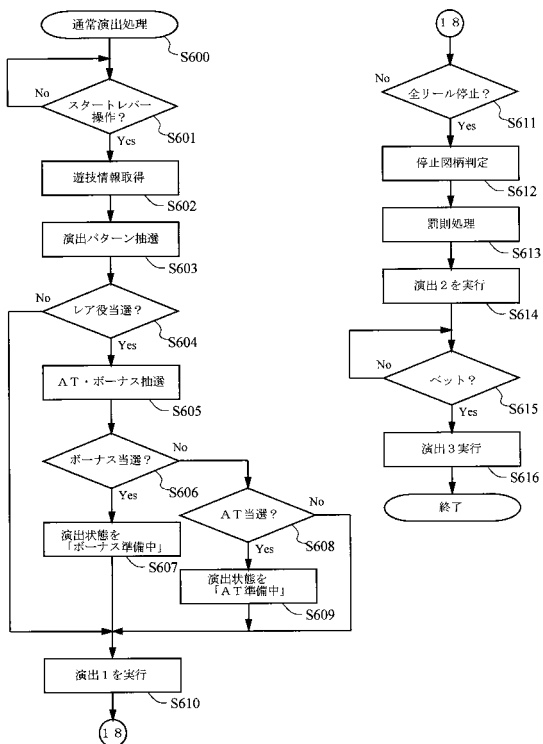 通常演出処理
S600
No
スタートレバー
操作？
S601
Yes
遊技情報取得
S602
演出パターン抽選
S603
No
レア役当選？
S604
Yes
ＡＴ・ボーナス抽選
S605
ボーナス当選？
No
S606
Yes
演出状態を
「ボーナス準備中」
S607
ＡＴ当選？
No
S608
Yes
演出状態を
「ＡＴ準備中」
S609
演出１を実行
S610
１８
１８
No
全リール停止？
S611
Yes
停止図柄判定
S612
罰則処理
S613
演出２を実行
S614
No
ベット？
S615
Yes
演出３実行
S616
終了